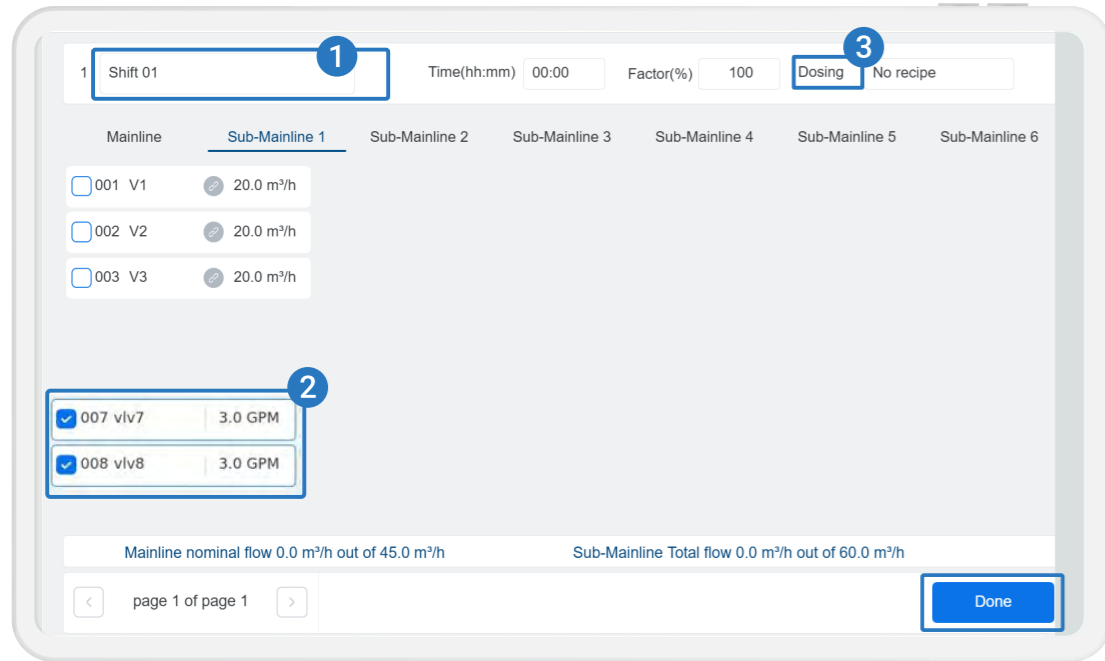 1 3
1 Shift 01 Time(hh:mm) 00:00 Factor(%) 100 Dosing No recipe
Mainline Sub-Mainline 1 Sub-Mainline 2 Sub-Mainline 3 Sub-Mainline 4 Sub-Mainline 5 Sub-Mainline 6
001 V1 20.0 m³/h
002 V2 20.0 m³/h
003 V3 20.0 m³/h
2
007 vlv7 3.0 GPM
008 vlv8 3.0 GPM
Mainline nominal flow 0.0 m³/h out of 45.0 m³/h Sub-Mainline Total flow 0.0 m³/h out of 60.0 m³/h
< page 1 of page 1 > Done